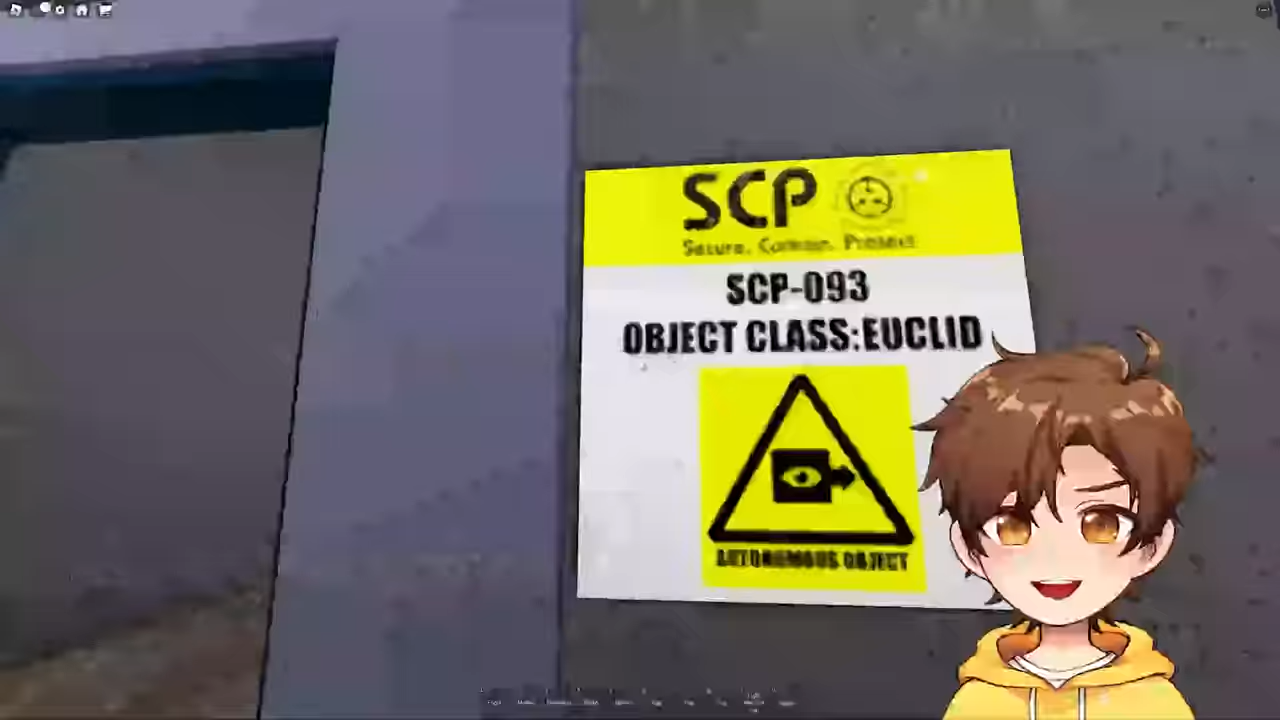 SCP
Secure. Contain. Protect.
SCP-093
OBJECT CLASS:EUCLID
AUTONOMOUS OBJECT